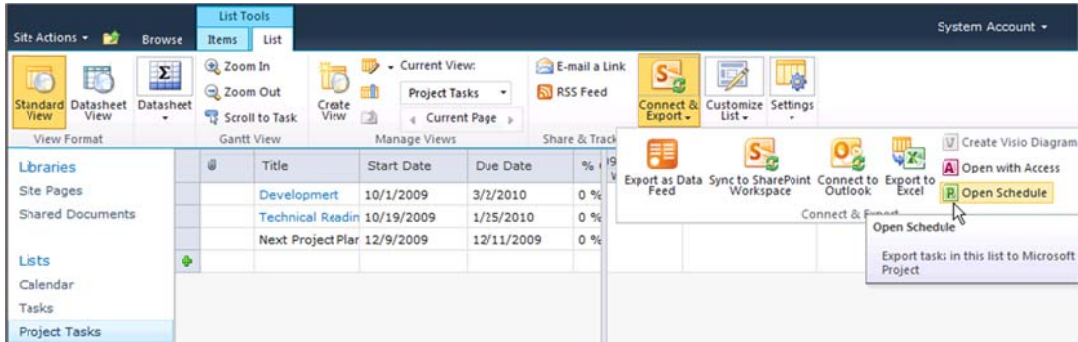 List Tools
Site Actions Browse Items List System Account
Standard View
Datasheet View
Datasheet
View Format
Zoom In
Zoom Out
Scroll to Task
Gantt View
Create View
Current View:
Project Tasks
Current Page
Manage Views
E-mail a Link
RSS Feed
Share & Track
Connect & Export
Customize List
Settings
Export as Data Feed
Sync to SharePoint Workspace
Connect to Outlook
Export to Excel
Create Visio Diagram
Open with Access
Open Schedule
Connect & Export
Open Schedule
Export tasks in this list to Microsoft Project
Libraries
Site Pages
Shared Documents
Lists
Calendar
Tasks
Project Tasks
Title Start Date Due Date %
Development 10/1/2009 3/2/2010 0 %
Technical Readin 10/19/2009 1/25/2010 0 %
Next Project Plar 12/9/2009 12/11/2009 0 %